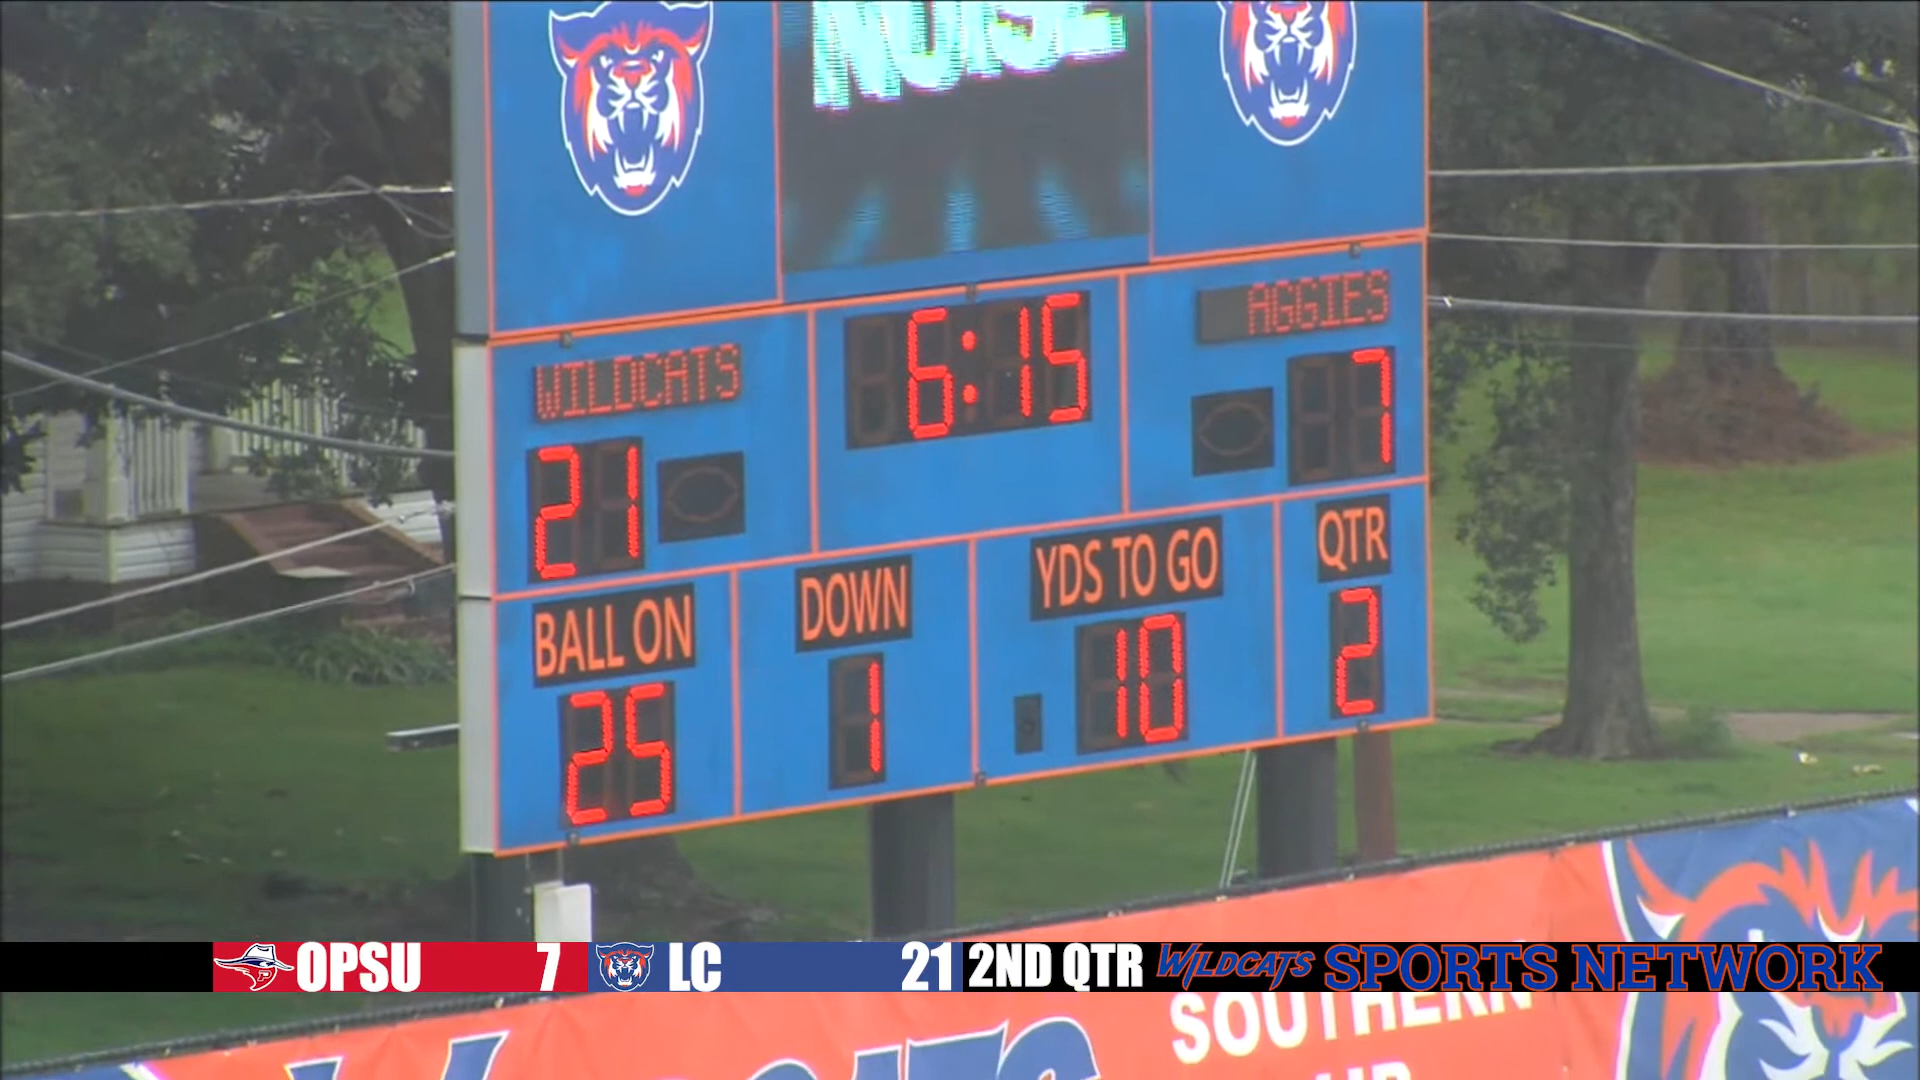 NOISE
WILDCATS 6:15 AGGIES
21 7
BALL ON DOWN YDS TO GO QTR
25 1 10 2
OPSU 7 LC 21 2ND QTR WILDCATS SPORTS NETWORK
SOUTHERN